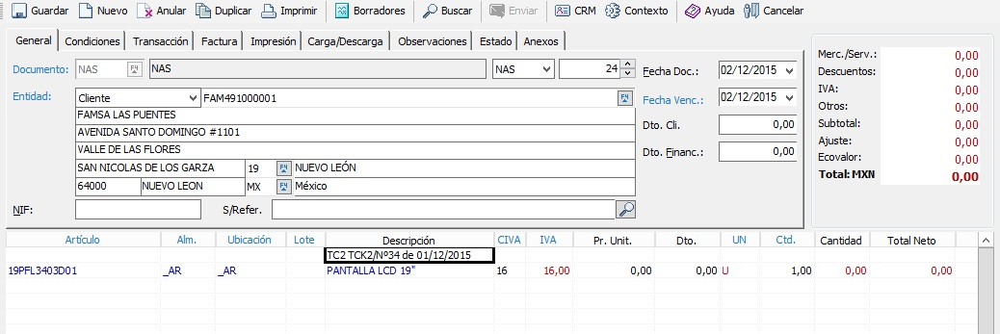 Guardar Nuevo Anular Duplicar Imprimir Borradores Buscar Enviar CRM Contexto Ayuda Cancelar
General Condiciones Transacción Factura Impresión Carga/Descarga Observaciones Estado Anexos
Documento: NAS F4 NAS NAS 24 Fecha Doc.: 02/12/2015
Entidad: Cliente FAM491000001 F4 Fecha Venc.: 02/12/2015
FAMSA LAS PUENTES
AVENIDA SANTO DOMINGO #1101 Dto. Cli. 0,00
VALLE DE LAS FLORES Dto. Financ.: 0,00
SAN NICOLAS DE LOS GARZA 19 F4 NUEVO LEÓN
64000 NUEVO LEON MX F4 México
NIF: S/Refer.
Merc./Serv.: 0,00
Descuentos: 0,00
IVA: 0,00
Otros: 0,00
Subtotal: 0,00
Ajuste: 0,00
Ecovalor: 0,00
Total: MXN 0,00
Artículo Alm. Ubicación Lote Descripción CIVA IVA Pr. Unit. Dto. UN Ctd. Cantidad Total Neto
TC2 TCK2/Nº34 de 01/12/2015
19PFL3403D01 _AR _AR PANTALLA LCD 19" 16 16,00 0,00 0,00 U 1,00 0,00 0,00